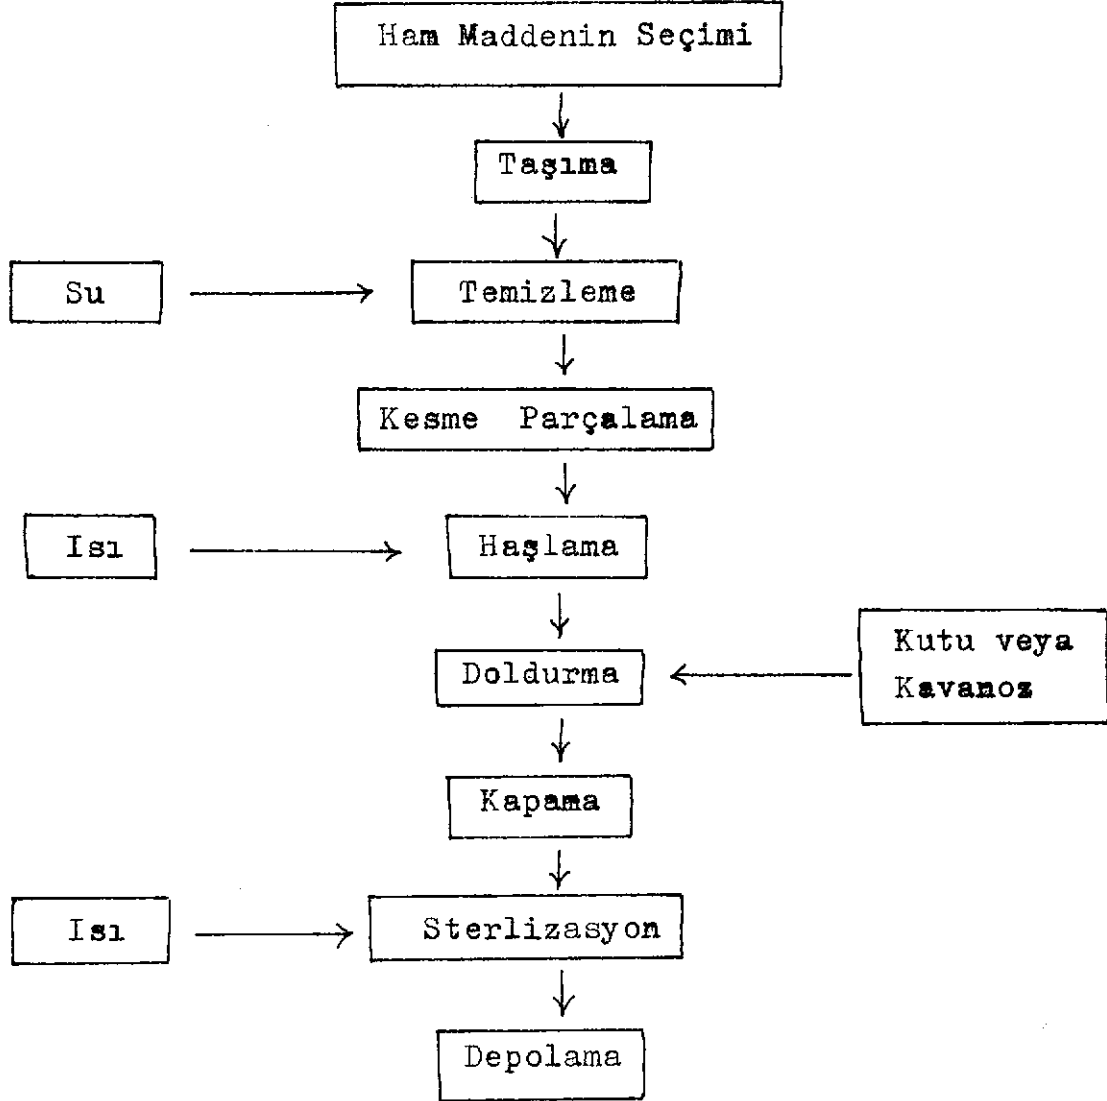 Ham Maddenin Seçimi
Taşıma
Su
Temizleme
Kesme Parçalama
Isı
Haşlama
Doldurma
Kutu veya
Kavanoz
Kapama
Isı
Sterlizasyon
Depolama